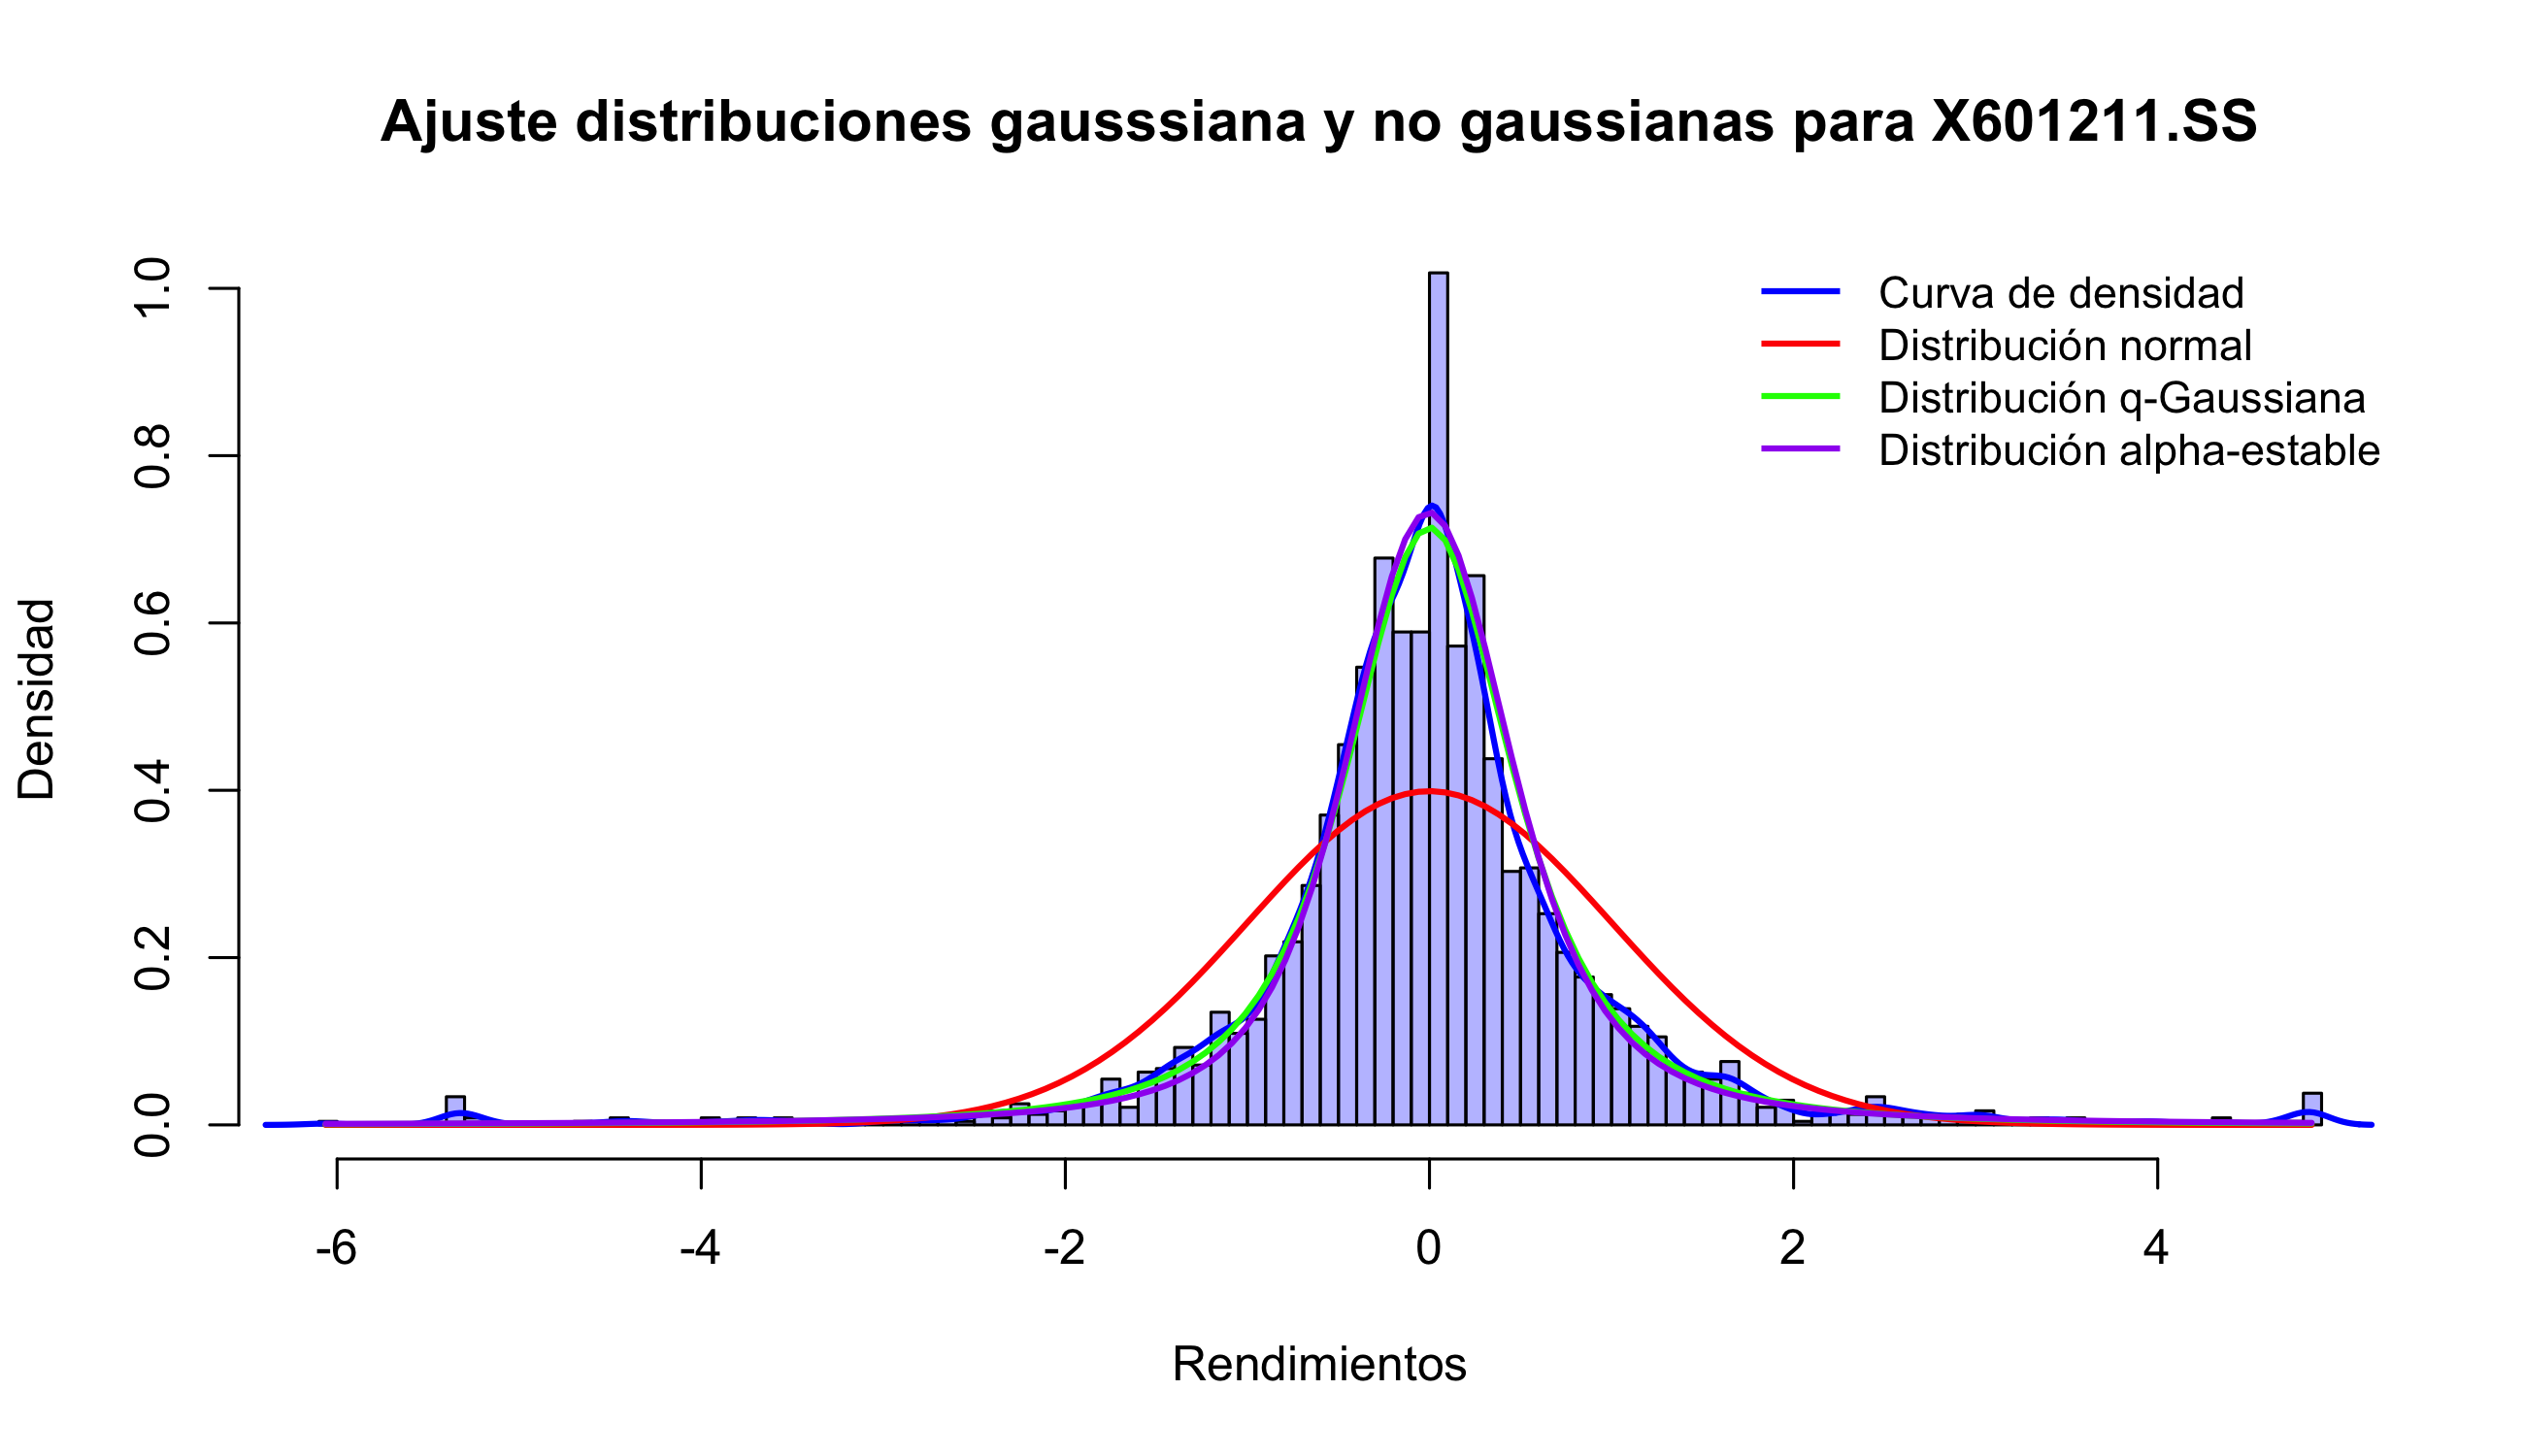 Ajuste distribuciones gausssiana y no gaussianas para X601211.SS
Curva de densidad
Distribución normal
Distribución q-Gaussiana
Distribución alpha-estable
Densidad
0.0 0.2 0.4 0.6 0.8 1.0
-6 -4 -2 0 2 4
Rendimientos